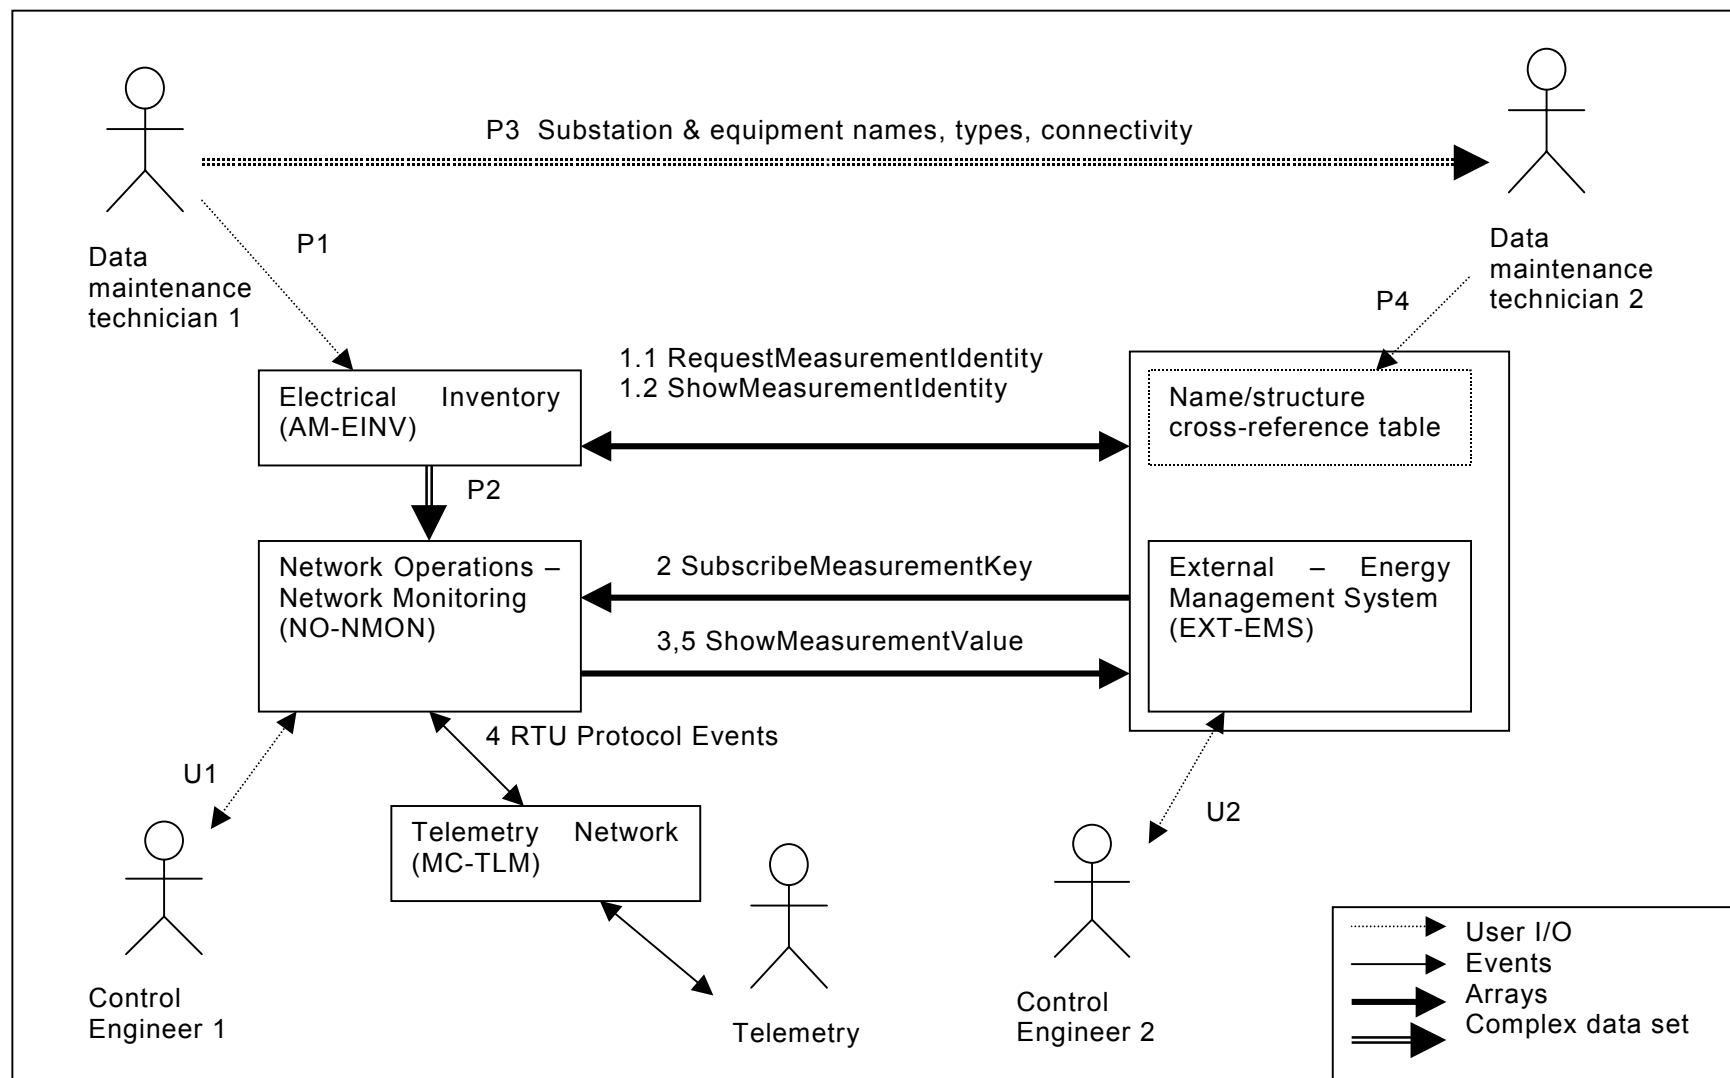 P3 Substation & equipment names, types, connectivity
P1
Data
maintenance
technician 1
Data
maintenance
technician 2
P4
1.1 RequestMeasurementIdentity
1.2 ShowMeasurementIdentity
Electrical Inventory
(AM-EINV)
Name/structure
cross-reference table
P2
Network Operations –
Network Monitoring
(NO-NMON)
2 SubscribeMeasurementKey
3,5 ShowMeasurementValue
External – Energy
Management System
(EXT-EMS)
4 RTU Protocol Events
U1
U2
Telemetry Network
(MC-TLM)
Control
Engineer 1
Telemetry
Control
Engineer 2
User I/O
Events
Arrays
Complex data set